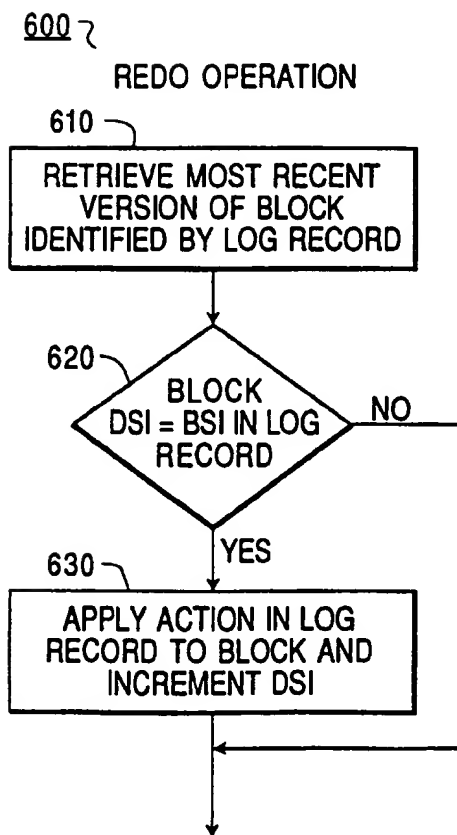 600
REDO OPERATION
610
RETRIEVE MOST RECENT
VERSION OF BLOCK
IDENTIFIED BY LOG RECORD
620
BLOCK
DSI = BSI IN LOG
RECORD
NO
YES
630
APPLY ACTION IN LOG
RECORD TO BLOCK AND
INCREMENT DSI